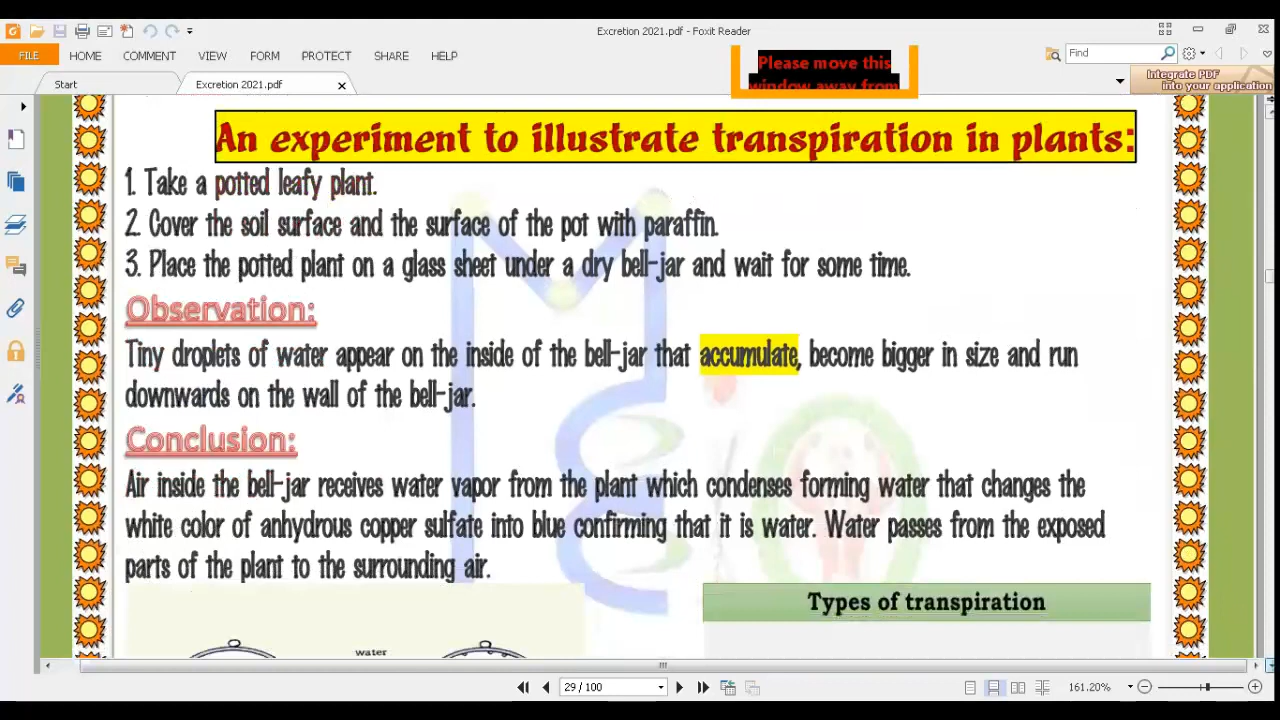 Excretion 2021.pdf - Foxit Reader
FILE HOME COMMENT VIEW FORM PROTECT SHARE HELP
Find
Please move this
window away from
Start
Excretion 2021.pdf
Integrate PDF
into your application
An experiment to illustrate transpiration in plants:
1. Take a potted leafy plant.
2. Cover the soil surface and the surface of the pot with paraffin.
3. Place the potted plant on a glass sheet under a dry bell-jar and wait for some time.
Observation:
Tiny droplets of water appear on the inside of the bell-jar that accumulate, become bigger in size and run
downwards on the wall of the bell-jar.
Conclusion:
Air inside the bell-jar receives water vapor from the plant which condenses forming water that changes the
white color of anhydrous copper sulfate into blue confirming that it is water. Water passes from the exposed
parts of the plant to the surrounding air.
Types of transpiration
water
29 / 100
161.20%